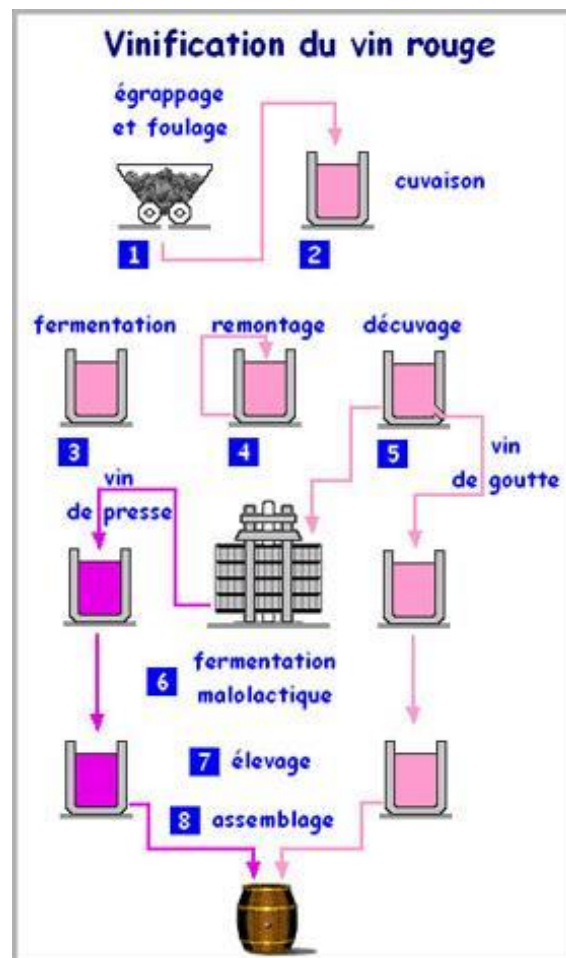 Vinification du vin rouge
égrappage
et foulage
cuvaison
1
2
fermentation
remontage
décuvage
3
4
5
vin
de goutte
vin
de presse
6
fermentation
malolactique
7
élevage
8
assemblage